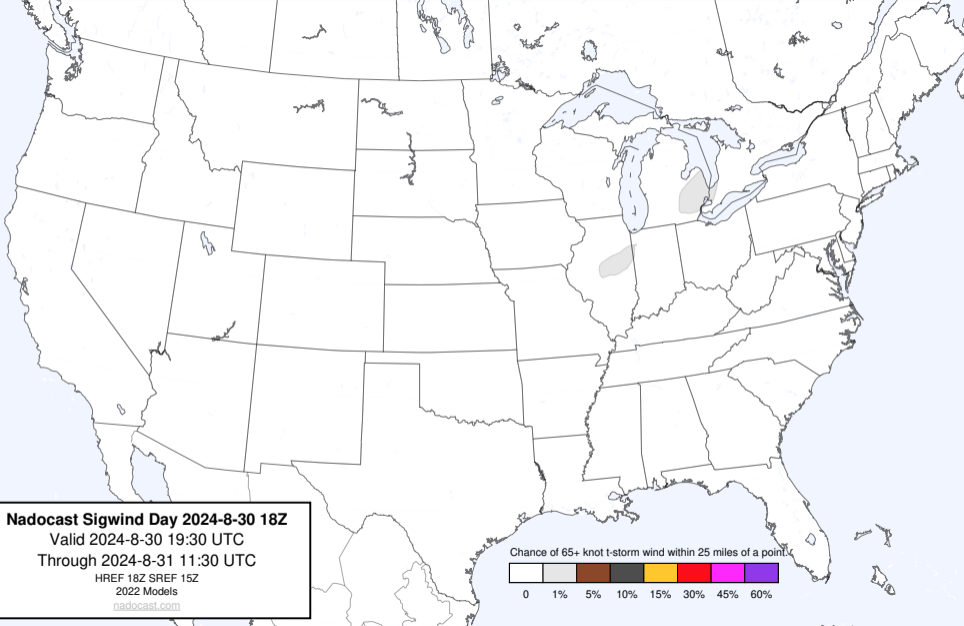 Nadocast Sigwind Day 2024-8-30 18Z
Valid 2024-8-30 19:30 UTC
Through 2024-8-31 11:30 UTC
HREF 18Z SREF 15Z
2022 Models
nadocast.com
Chance of 65+ knot t-storm wind within 25 miles of a point.
0 1% 5% 10% 15% 30% 45% 60%